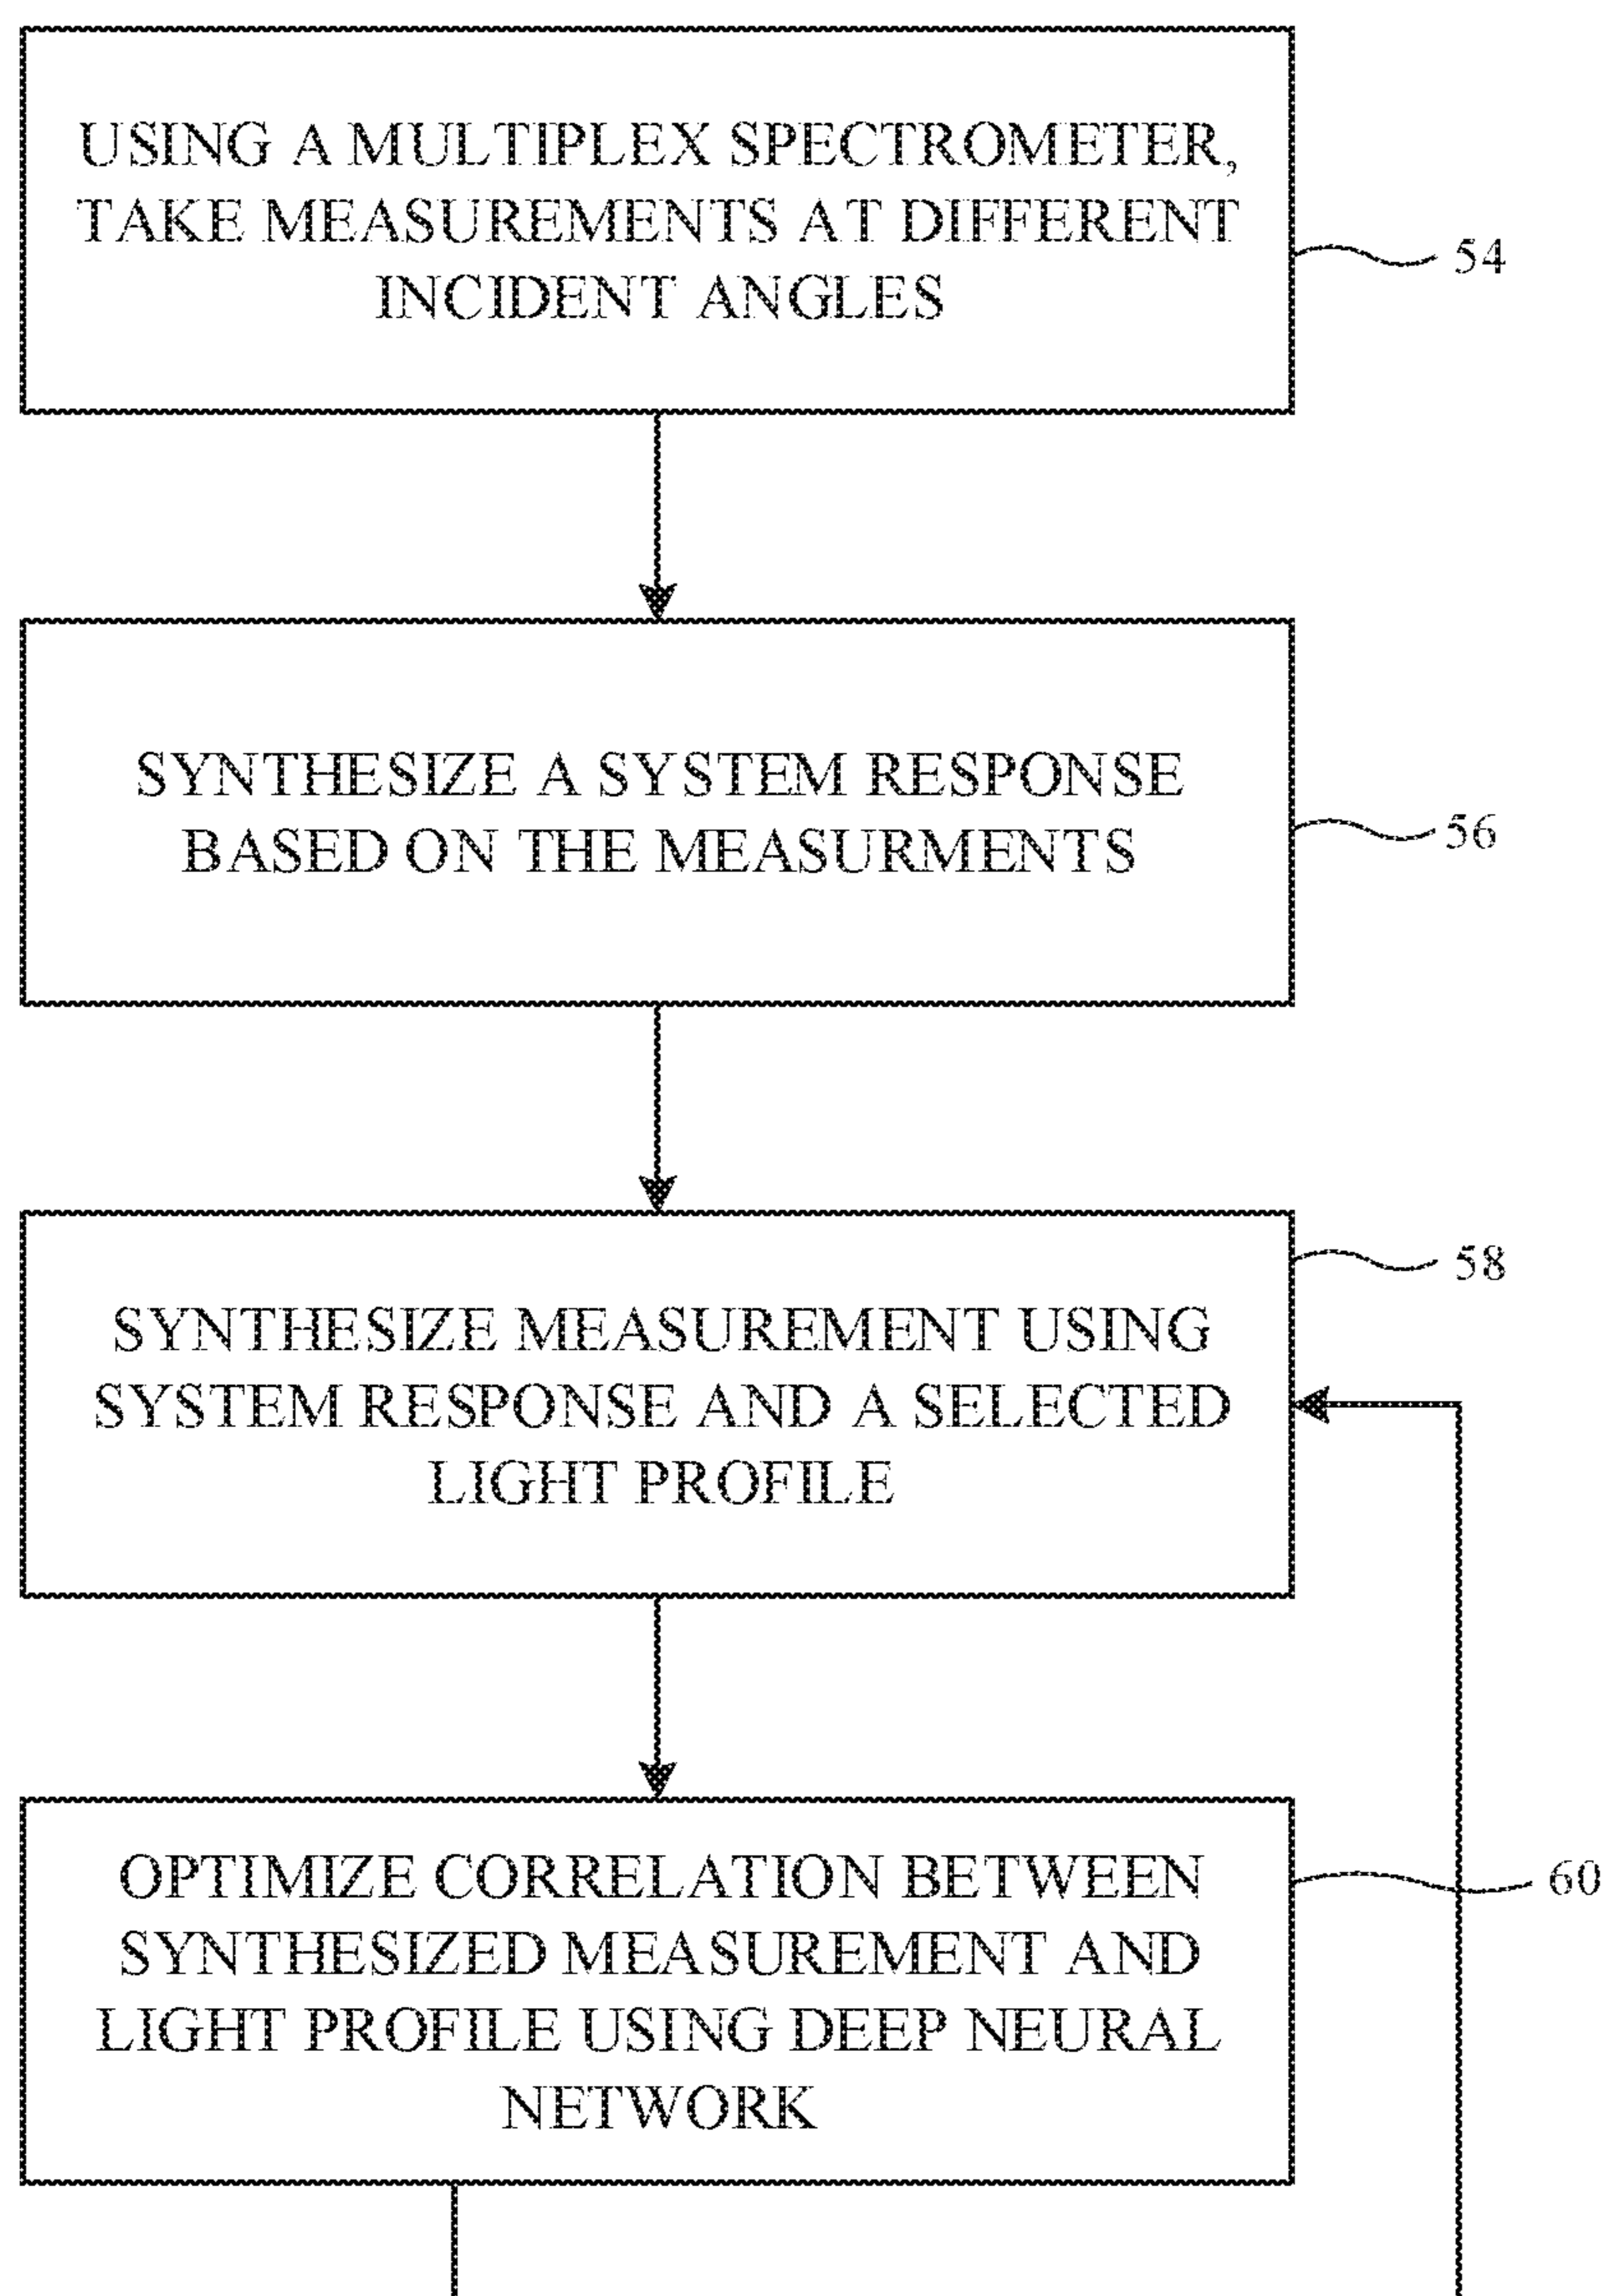 USING A MULTIPLEX SPECTROMETER,
TAKE MEASUREMENTS AT DIFFERENT
INCIDENT ANGLES
54
SYNTHESIZE A SYSTEM RESPONSE
BASED ON THE MEASURMENTS
56
58
SYNTHESIZE MEASUREMENT USING
SYSTEM RESPONSE AND A SELECTED
LIGHT PROFILE
OPTIMIZE CORRELATION BETWEEN
60
SYNTHESIZED MEASUREMENT AND
LIGHT PROFILE USING DEEP NEURAL
NETWORK